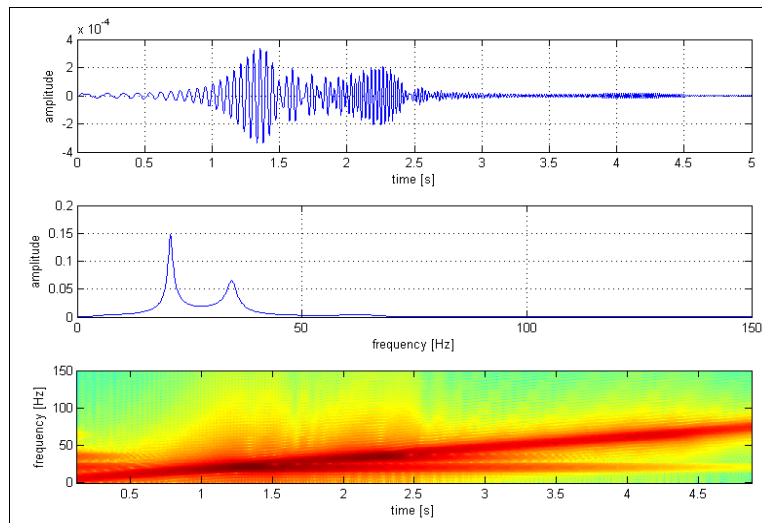 x 10-4
4
2
0
-2
-4
amplitude
0 0.5 1 1.5 2 2.5 3 3.5 4 4.5 5
time [s]
0.2
0.15
0.1
0.05
0
amplitude
0 50 100 150
frequency [Hz]
150
100
50
0
frequency [Hz]
0.5 1 1.5 2 2.5 3 3.5 4 4.5
time [s]